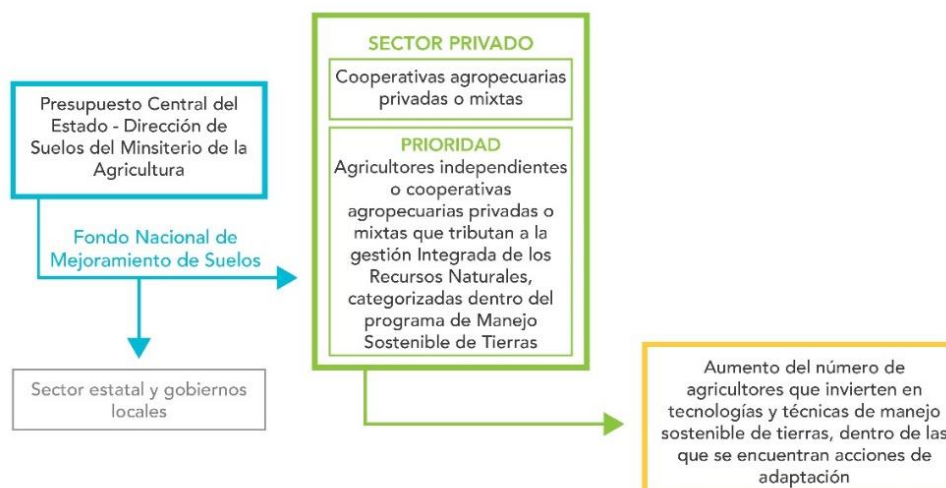 Presupuesto Central del
Estado - Dirección de
Suelos del Minsiterio de la
Agricultura
Fondo Nacional de
Mejoramiento de Suelos
Sector estatal y gobiernos
locales
SECTOR PRIVADO
Cooperativas agropecuarias
privadas o mixtas
PRIORIDAD
Agricultores independientes
o cooperativas
agropecuarias privadas o
mixtas que tributan a la
gestión Integrada de los
Recursos Naturales,
categorizadas dentro del
programa de Manejo
Sostenible de Tierras
Aumento del número de
agricultores que invierten en
tecnologías y técnicas de manejo
sostenible de tierras, dentro de las
que se encuentran acciones de
adaptación